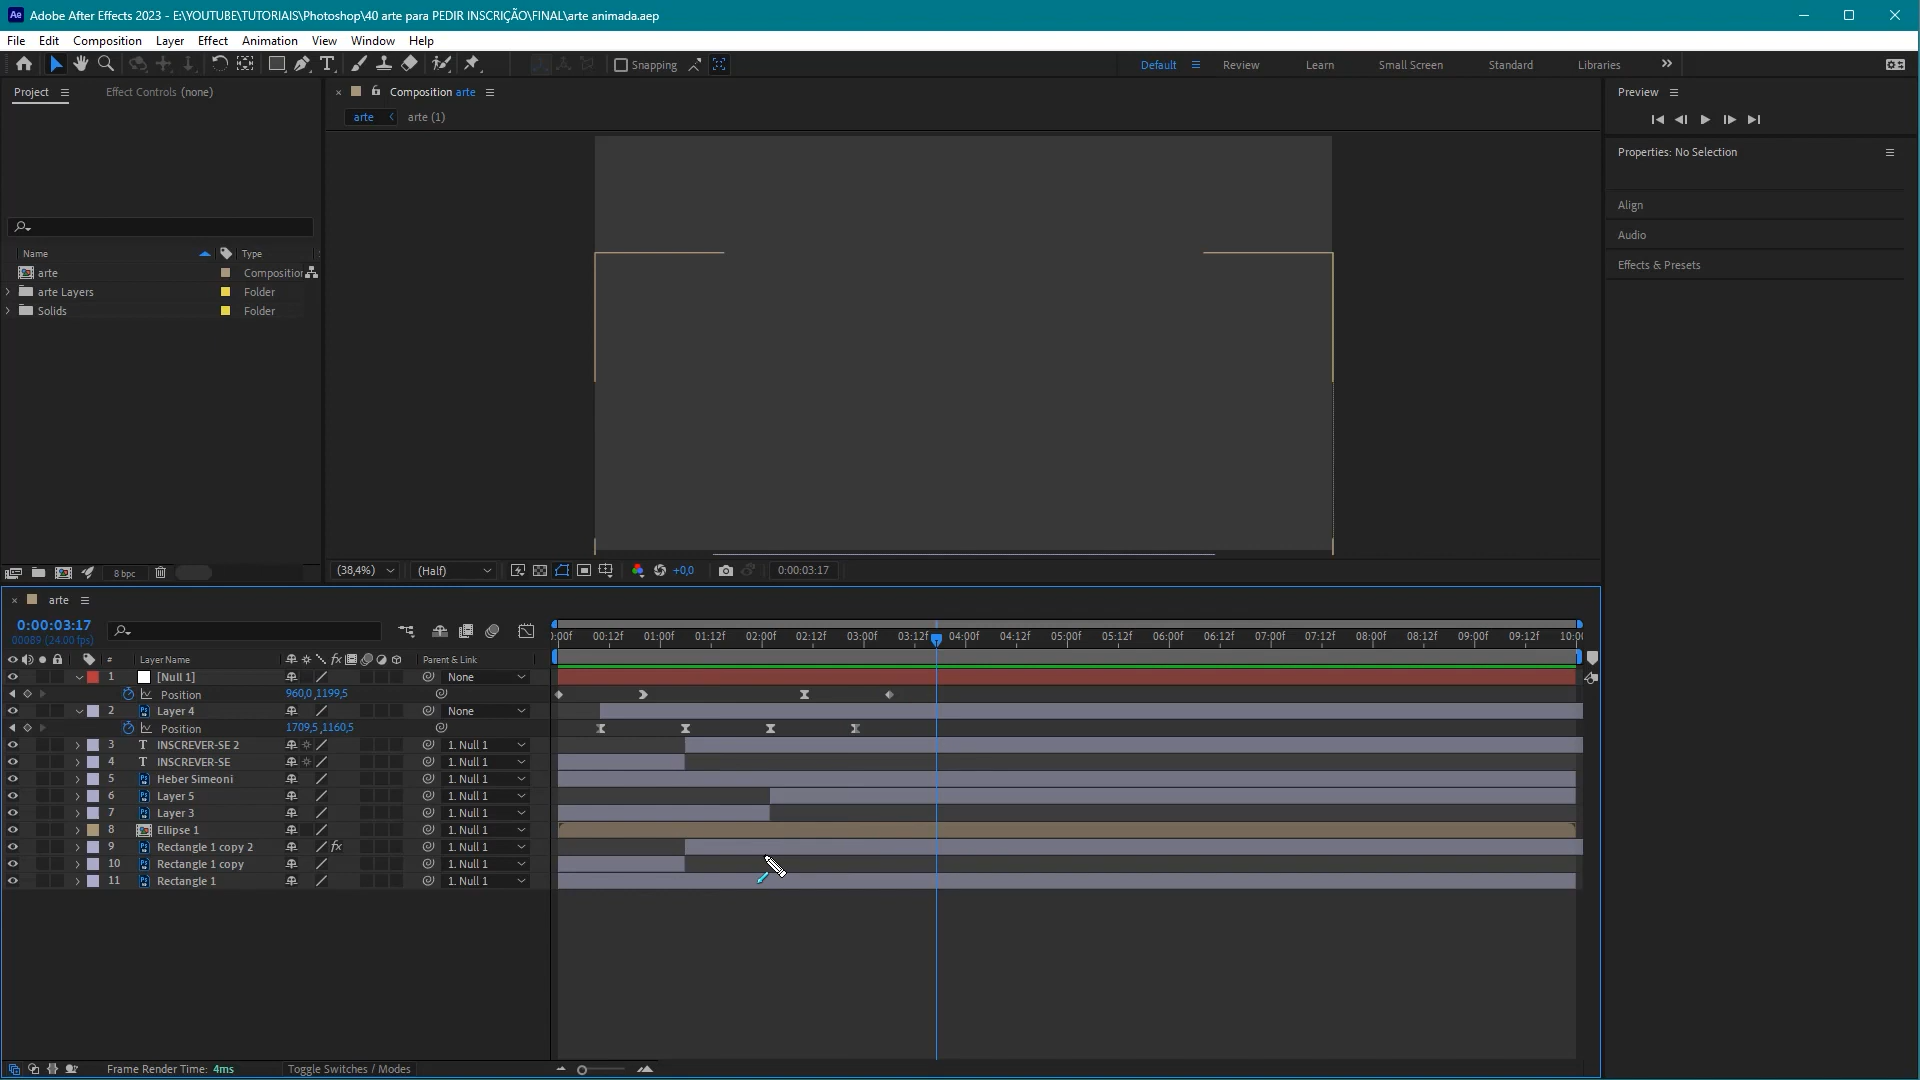 Adobe After Effects 2023 - E:\YOUTUBE\TUTORIAIS\Photoshop\40 arte para PEDIR INSCRIÇÃO\FINAL\arte animada.aep
File Edit Composition Layer Effect Animation View Window Help
Snapping
Default Review Learn Small Screen Standard Libraries
Project Effect Controls (none)
Composition arte
Preview
arte arte (1)
Properties: No Selection
Align
Audio
Effects & Presets
Name Type
arte Composition
arte Layers Folder
Solids Folder
8 bpc
(38,4%) (Half) +0,0 0:00:03:17
arte
0:00:03:17
00089 (24.00 fps)
:00f 00:12f 01:00f 01:12f 02:00f 02:12f 03:00f 03:12f 04:00f 04:12f 05:00f 05:12f 06:00f 06:12f 07:00f 07:12f 08:00f 08:12f 09:00f 09:12f 10:0
# Layer Name fx Parent & Link
1 [Null 1] None
Position 960,0,1199,5
2 Layer 4 None
Position 1709,5,1160,5
3 T INSCREVER-SE 2 1. Null 1
4 T INSCREVER-SE 1. Null 1
5 Heber Simeoni 1. Null 1
6 Layer 5 1. Null 1
7 Layer 3 1. Null 1
8 Ellipse 1 1. Null 1
9 Rectangle 1 copy 2 fx 1. Null 1
10 Rectangle 1 copy 1. Null 1
11 Rectangle 1 1. Null 1
Frame Render Time: 4ms Toggle Switches / Modes